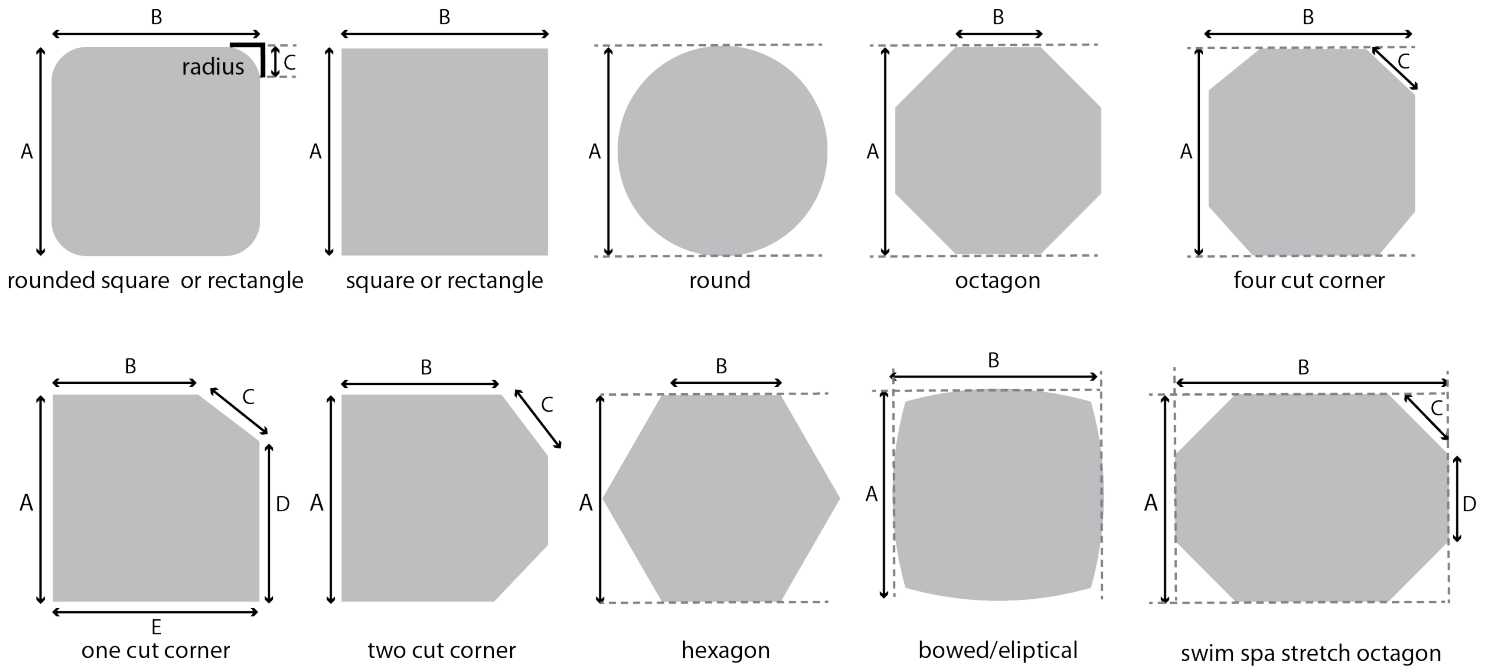 B
A
radius
C
rounded square or rectangle
B
A
square or rectangle
A
round
B
A
octagon
B
A
C
four cut corner
B
A
C
D
E
one cut corner
B
A
C
two cut corner
B
A
hexagon
B
A
bowed/eliptical
B
A
C
D
swim spa stretch octagon